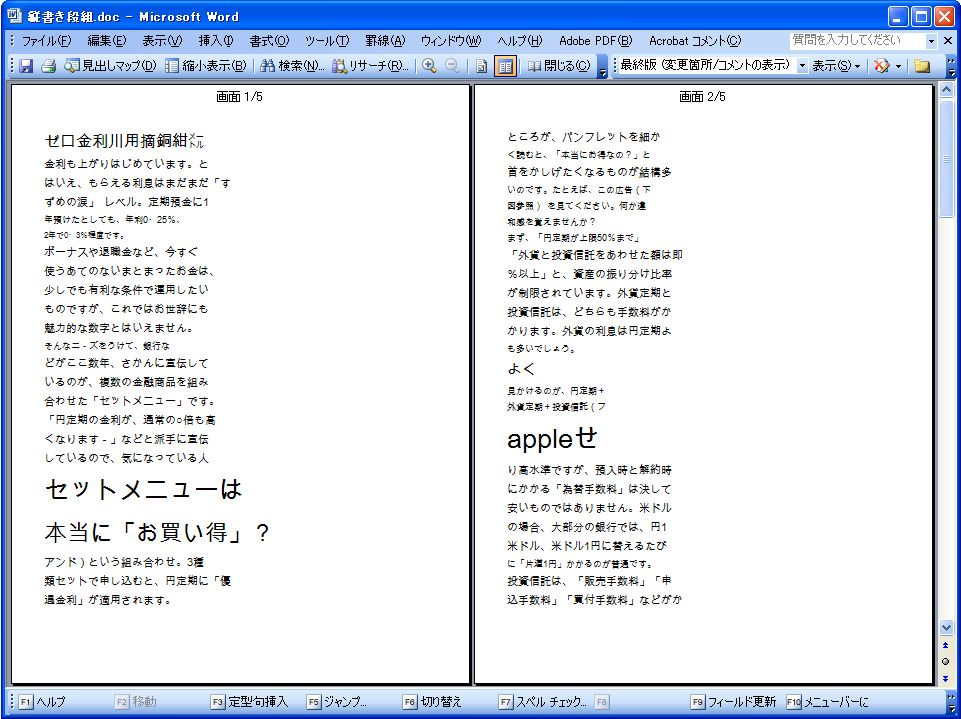 縦書き段組.doc - Microsoft Word
ファイル(F) 編集(E) 表示(V) 挿入(I) 書式(O) ツール(T) 罫線(A) ウィンドウ(W) ヘルプ(H) Adobe PDF(B) Acrobat コメント(C) 質問を入力してください
見出しマップ(D) 縮小表示(B) 検索(N)... リサーチ(R)... 閉じる(C) 最終版 (変更箇所/コメントの表示) 表示(S)
画面 1/5
ゼロ金利川用摘銅紺メートル
金利も上がりはじめています。と
はいえ、もらえる利息はまだまだ「す
ずめの涙」 レベル。定期預金に1
年預けたとしても、年利0・25%、
2年で0・3%程度です。
ボーナスや退職金など、今すぐ
使うあてのないまとまったお金は、
少しでも有利な条件で運用したい
ものですが、これではお世辞にも
魅力的な数字とはいえません。
そんなニ‐ズをうけて、銀行な
どがここ数年、さかんに宣伝して
いるのが、複数の金融商品を組み
合わせた「セットメニュー」です。
「円定期の金利が、通常の○倍も高
くなります‐」などと派手に宣伝
しているので、気になっている人
セットメニューは
本当に「お買い得」？
アンド）という組み合わせ。3種
類セットで申し込むと、円定期に「優
遇金利」が適用されます。
画面 2/5
ところが、パンフレットを細か
く読むと、「本当にお得なの？」と
首をかしげたくなるものが結構多
いのです。たとえば、この広告（下
図参照） を見てください。何か違
和感を覚えませんか？
まず、「円定期が上限50%まで」
「外貨と投資信託をあわせた額は即
％以上」と、資産の振り分け比率
が制限されています。外貨定期と
投資信託は、どちらも手数料がか
かります。外貨の利息は円定期よ
も多いでしょう。
よく
見かけるのが、円定期＋
外貨定期＋投資信託（フ
appleせ
り高水準ですが、預入時と解約時
にかかる「為替手数料」は決して
安いものではありません。米ドル
の場合、大部分の銀行では、円1
米ドル、米ドル1円に替えるたび
に「片道1円」かかるのが普通です。
投資信託は、「販売手数料」「申
込手数料」「買付手数料」などがか
F1 ヘルプ F2 移動 F3 定型句挿入 F5 ジャンプ... F6 切り替え F7 スペル チェック... F8 F9 フィールド更新 F10 メニューバーに